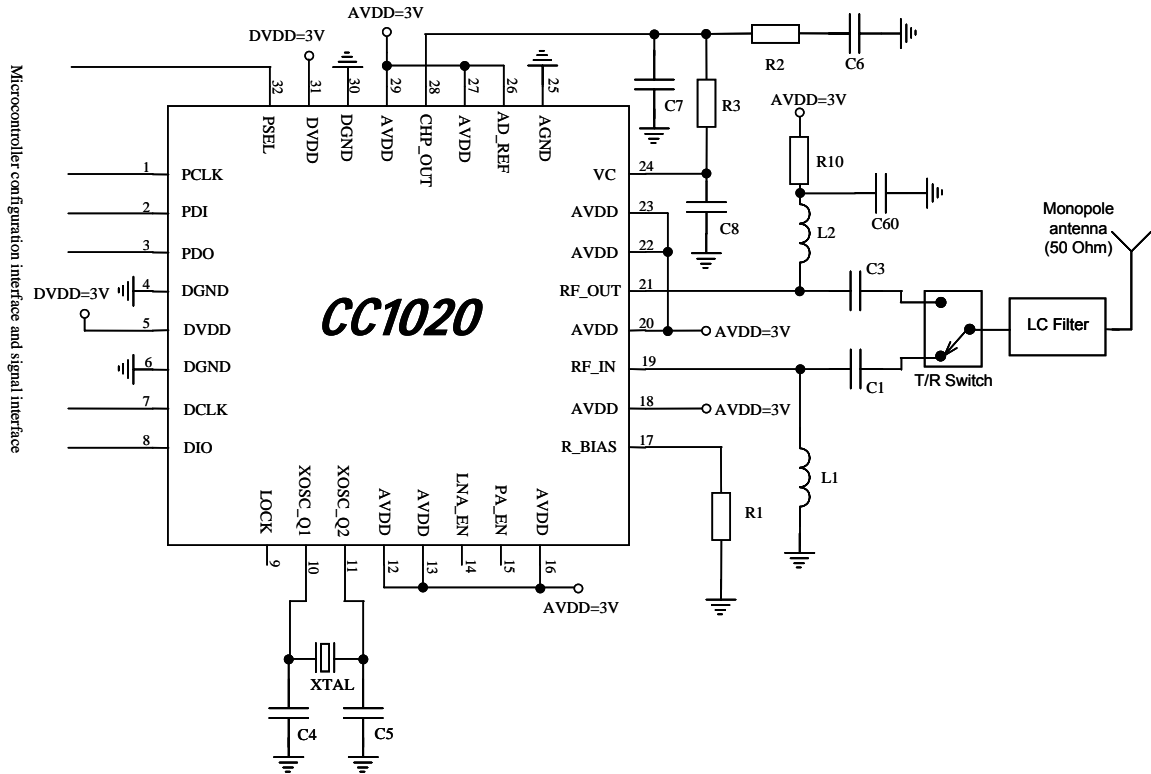 AVDD=3V
DVDD=3V
R2
C6
32
31
30
29
28
27
26
25
C7
R3
AVDD=3V
PSEL
DVDD
DGND
AVDD
CHP_OUT
AVDD
AD_REF
AGND
R10
Microcontroller configuration interface and signal interface
1
PCLK
VC
24
2
PDI
AVDD
23
C8
L2
C60
Monopole
antenna
(50 Ohm)
3
PDO
AVDD
22
C3
DVDD=3V
4
DGND
RF_OUT
21
CC1020
5
DVDD
AVDD
20
AVDD=3V
LC Filter
6
DGND
RF_IN
19
C1
T/R Switch
7
DCLK
AVDD
18
AVDD=3V
8
DIO
R_BIAS
17
L1
R1
LOCK
XOSC_Q1
XOSC_Q2
AVDD
AVDD
LNA_EN
PA_EN
AVDD
9
10
11
12
13
14
15
16
AVDD=3V
XTAL
C4
C5